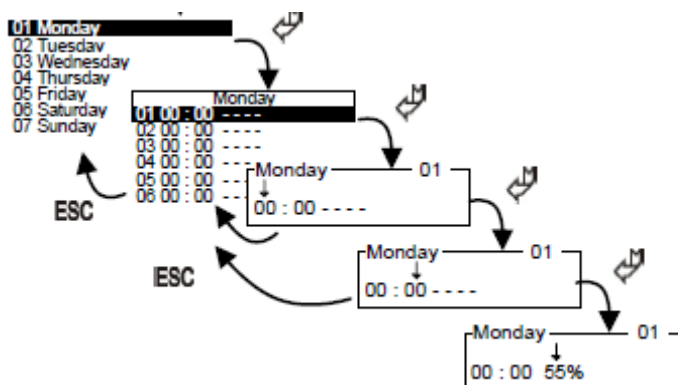 01 Monday
02 Tuesday
03 Wednesday
04 Thursday
05 Friday
06 Saturday
07 Sunday
Monday
01 00 : 00 - - - -
02 00 : 00 - - - -
03 00 : 00 - - - -
04 00 : 00 - - - -
05 00 : 00 - -
06 00 : 00 - -
ESC
Monday 01
00 : 00 - - - -
ESC
Monday 01
00 : 00 - - - -
Monday 01
00 : 00 55%